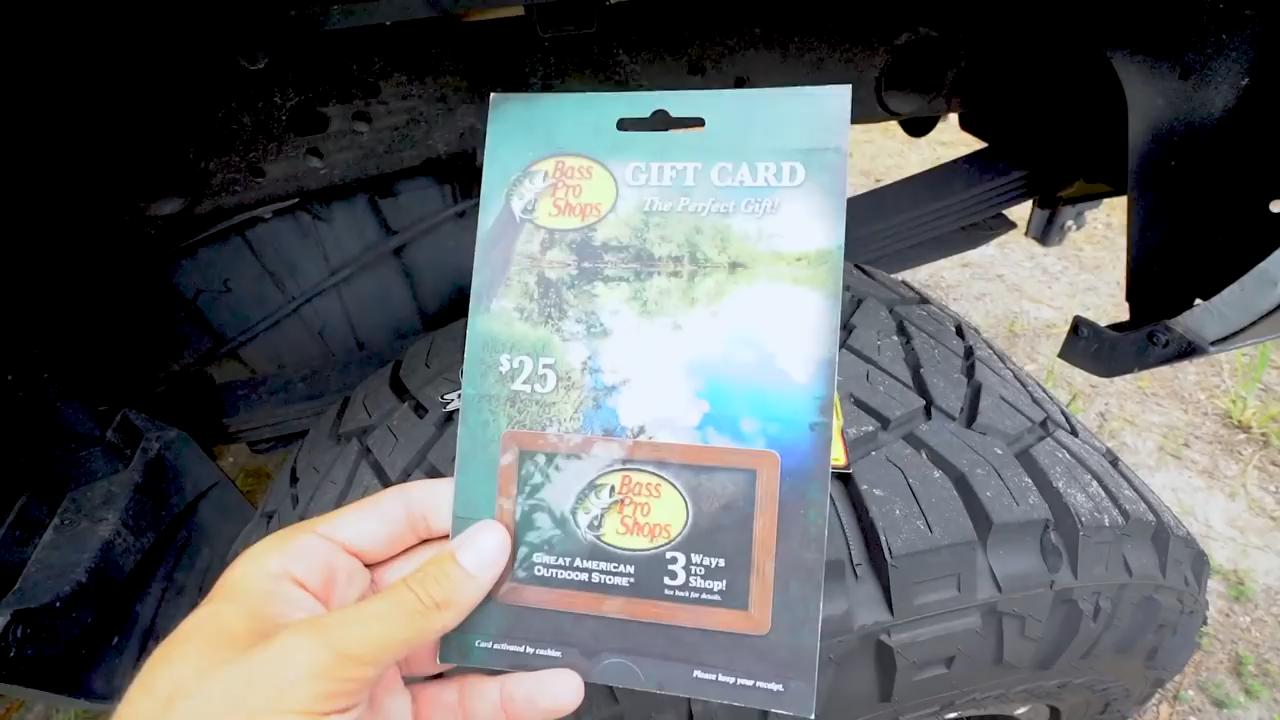 Bass
Pro
Shops
GIFT CARD
The Perfect Gift!
$25
Bass
Pro
Shops
GREAT AMERICAN
OUTDOOR STORE®
3 Ways
TO
Shop!
See back for details.
Card activated by cashier.
Please keep your receipt.